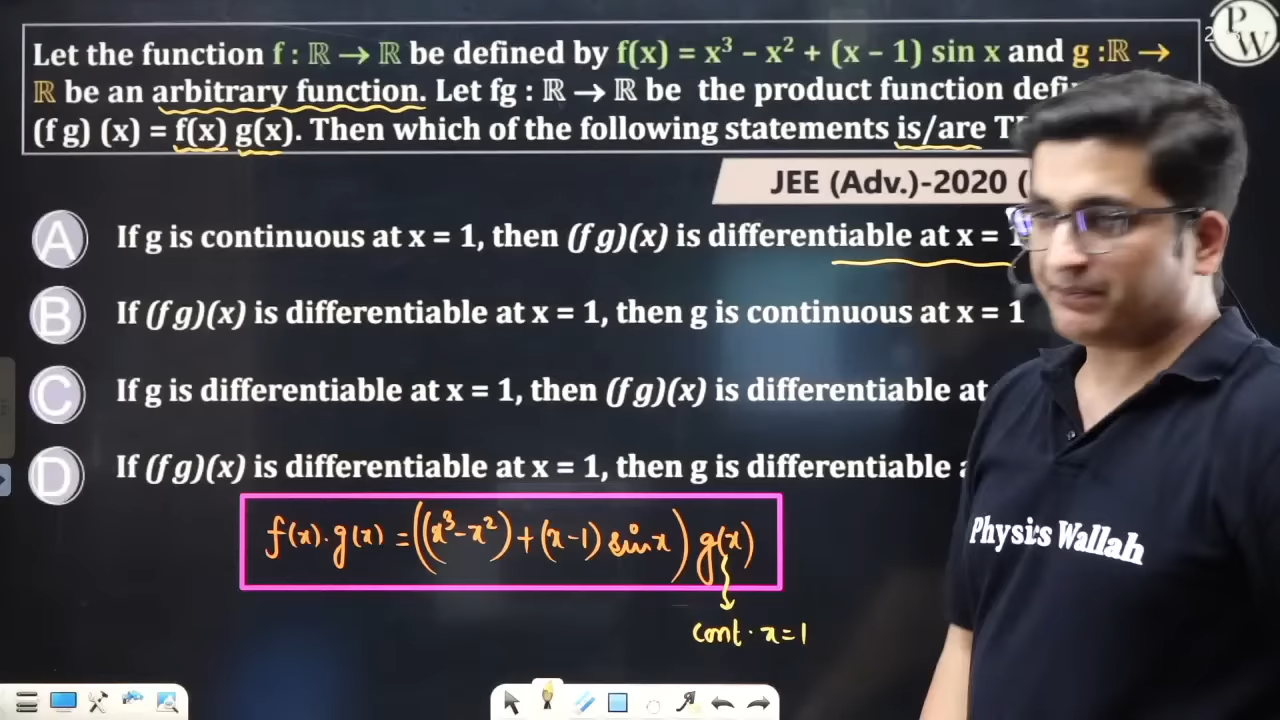 Let the function f : ℝ → ℝ be defined by f(x) = x³ – x² + (x – 1) sin x and g :ℝ →
ℝ be an arbitrary function. Let fg : ℝ → ℝ be the product function
(f g) (x) = f(x) g(x). Then which of the following statements is/are
JEE (Adv.)-2020 (
A If g is continuous at x = 1, then (f g)(x) is differentiable at x = 1
B If (f g)(x) is differentiable at x = 1, then g is continuous at x = 1
C If g is differentiable at x = 1, then (f g)(x) is differentiable at
D If (f g)(x) is differentiable at x = 1, then g is differentiable
f(x).g(x) = ((x³-x²)+(x-1) sin x) g(x)
cont. x=1
Physics Wallah
P
W